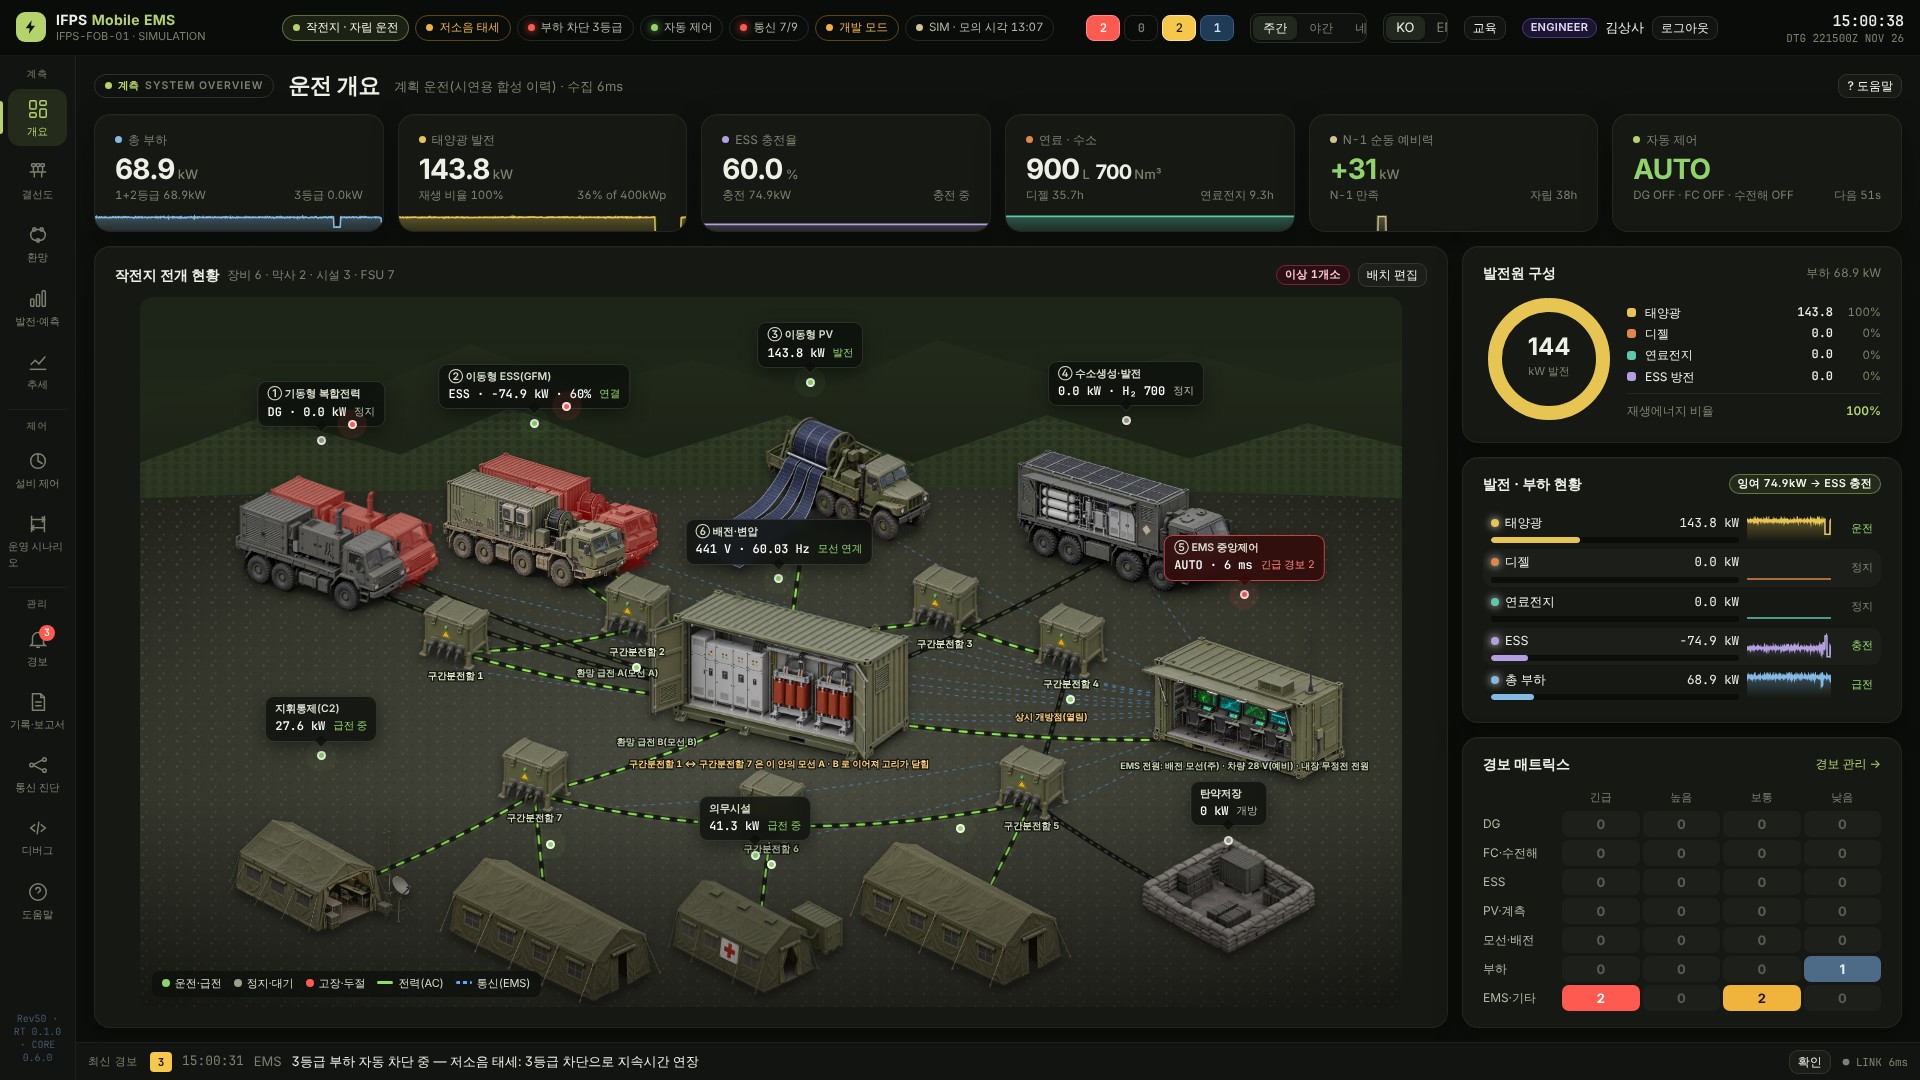 IFPS Mobile EMS
IFPS-FOB-01 · SIMULATION
작전지 · 자립 운전
저소음 태세
부하 차단 3등급
자동 제어
통신 7/9
개발 모드
SIM · 모의 시각 13:07
2 0 2 1
주간 야간
KO
교육
ENGINEER 김상사 로그아웃
15:00:38
DTG 221500Z NOV 26
계측
개요
결선도
환망
발전·예측
추세
제어
설비 제어
운영 시나리오
관리
3
경보
기록·보고서
통신 진단
디버그
도움말
Rev50 ·
RT 0.1.0
· CORE
0.6.0
계측 SYSTEM OVERVIEW
운전 개요
계획 운전(시연용 합성 이력) · 수집 6ms
? 도움말
총 부하
68.9 kW
1+2등급 68.9kW 3등급 0.0kW
태양광 발전
143.8 kW
재생 비율 100% 36% of 400kWp
ESS 충전율
60.0 %
충전 74.9kW 충전 중
연료 · 수소
900 L 700 Nm³
디젤 35.7h 연료전지 9.3h
N-1 순동 예비력
+31 kW
N-1 만족 자립 38h
자동 제어
AUTO
DG OFF · FC OFF · 수전해 OFF 다음 51s
작전지 전개 현황
장비 6 · 막사 2 · 시설 3 · FSU 7
이상 1개소
배치 편집
① 기동형 복합전력
DG · 0.0 kW 정지
② 이동형 ESS(GFM)
ESS · -74.9 kW · 60% 연결
③ 이동형 PV
143.8 kW 발전
④ 수소생성·발전
0.0 kW · H₂ 700 정지
⑥ 배전·변압
441 V · 60.03 Hz 모선 연계
⑤ EMS 중앙제어
AUTO · 6 ms 긴급 경보 2
구간분전함 1
구간분전함 2
환망 급전 A(모선 A)
구간분전함 3
구간분전함 4
상시 개방점(열림)
지휘통제(C2)
27.6 kW 급전 중
환망 급전 B(모선 B)
구간분전함 1 ↔ 구간분전함 7 은 이 안의 모선 A · B 로 이어져 고리가 닫힘
EMS 전원: 배전 모선(주) · 차량 28 V(예비) · 내장 무정전 전원
구간분전함 7
의무시설
41.3 kW 급전 중
구간분전함 6
구간분전함 5
탄약저장
0 kW 개방
운전·급전
정지·대기
고장·두절
전력(AC)
통신(EMS)
발전원 구성
부하 68.9 kW
144
kW 발전
태양광 143.8 100%
디젤 0.0 0%
연료전지 0.0 0%
ESS 방전 0.0 0%
재생에너지 비율 100%
발전 · 부하 현황
잉여 74.9kW → ESS 충전
태양광 143.8 kW 운전
디젤 0.0 kW 정지
연료전지 0.0 kW 정지
ESS -74.9 kW 충전
총 부하 68.9 kW 급전
경보 매트릭스
경보 관리 →
긴급 높음 보통 낮음
DG 0 0 0 0
FC·수전해 0 0 0 0
ESS 0 0 0 0
PV·계측 0 0 0 0
모선·배전 0 0 0 0
부하 0 0 0 1
EMS·기타 2 0 2 0
최신 경보 3 15:00:31 EMS 3등급 부하 자동 차단 중 — 저소음 태세: 3등급 차단으로 지속시간 연장
확인
LINK 6ms